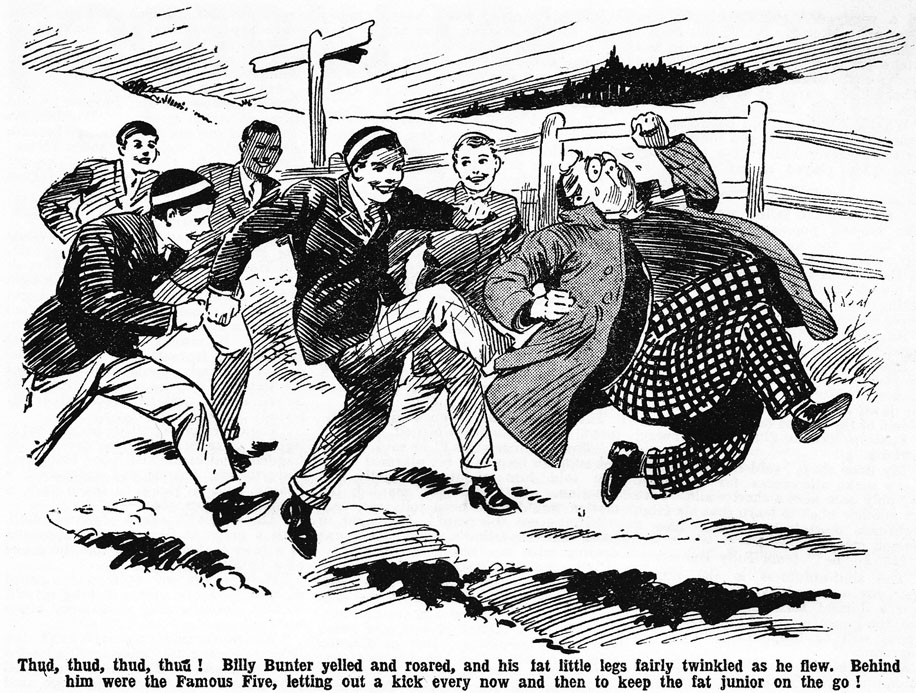 Thud, thud, thud, thud! Billy Bunter yelled and roared, and his fat little legs fairly twinkled as he flew. Behind
him were the Famous Five, letting out a kick every now and then to keep the fat junior on the go!